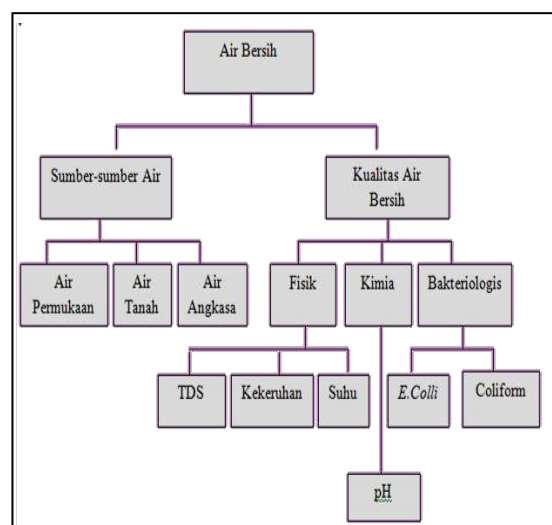 Air Bersih
Sumber-sumber Air
Kualitas Air
Bersih
Air
Permukaan
Air
Tanah
Air
Angkasa
Fisik
Kimia
Bakteriologis
TDS
Kekeruhan
Suhu
E.Colli
Coliform
pH